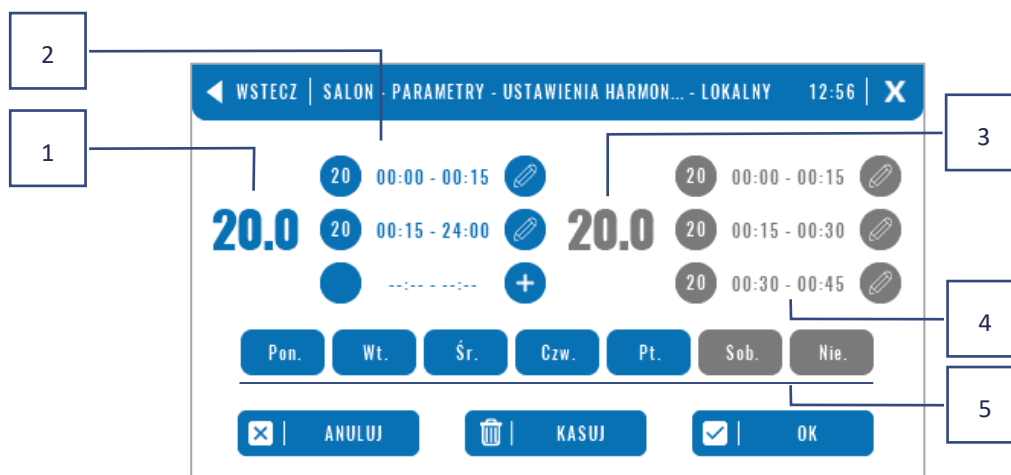 2
WSTECZ | SALON - PARAMETRY - USTAWIENIA HARMON... - LOKALNY 12:56 | X
1
3
20 00:00 - 00:15
20 00:00 - 00:15
20.0
20 00:15 - 24:00
20.0
20 00:15 - 00:30
--:-- - --:-- +
20 00:30 - 00:45
4
Pon. Wt. Śr. Czw. Pt. Sob. Nie.
5
ANULUJ KASUJ OK